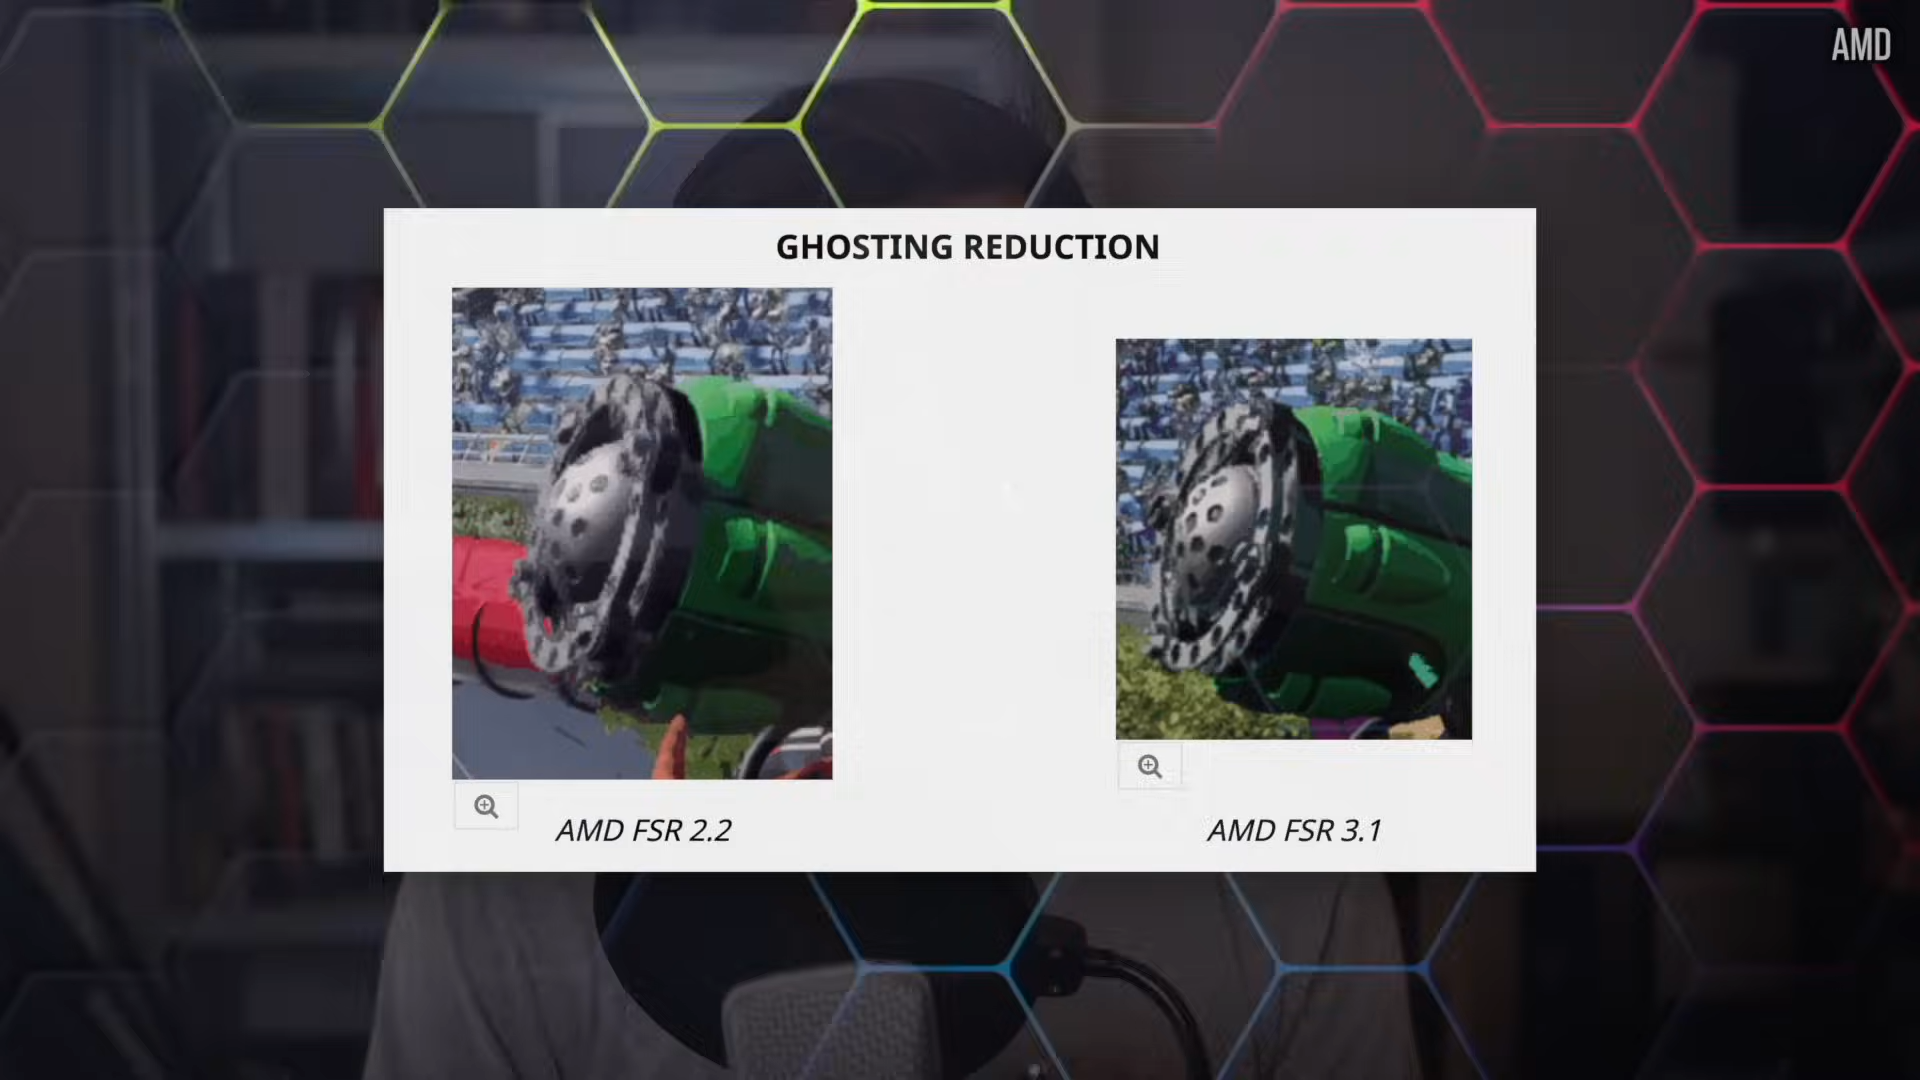 AMD
GHOSTING REDUCTION
AMD FSR 2.2
AMD FSR 3.1